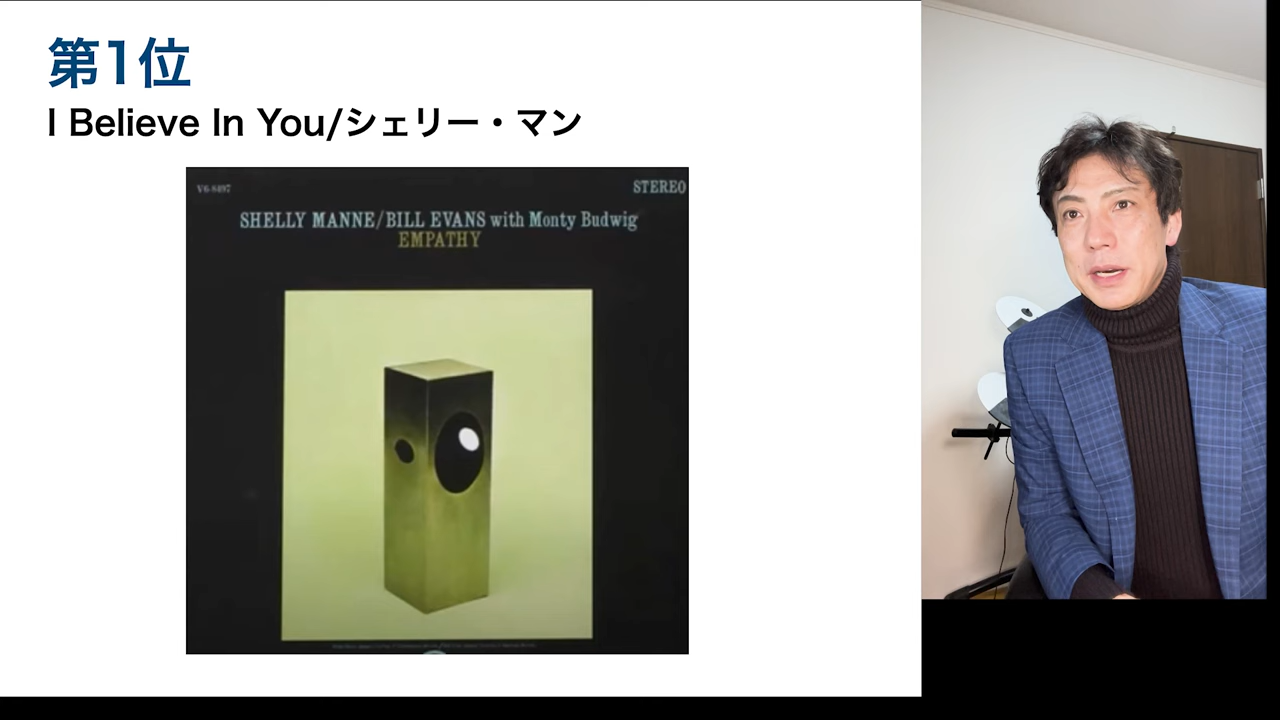 第1位
I Believe In You/シェリー・マン
V6-8497
STEREO
SHELLY MANNE/BILL EVANS with Monty Budwig
EMPATHY